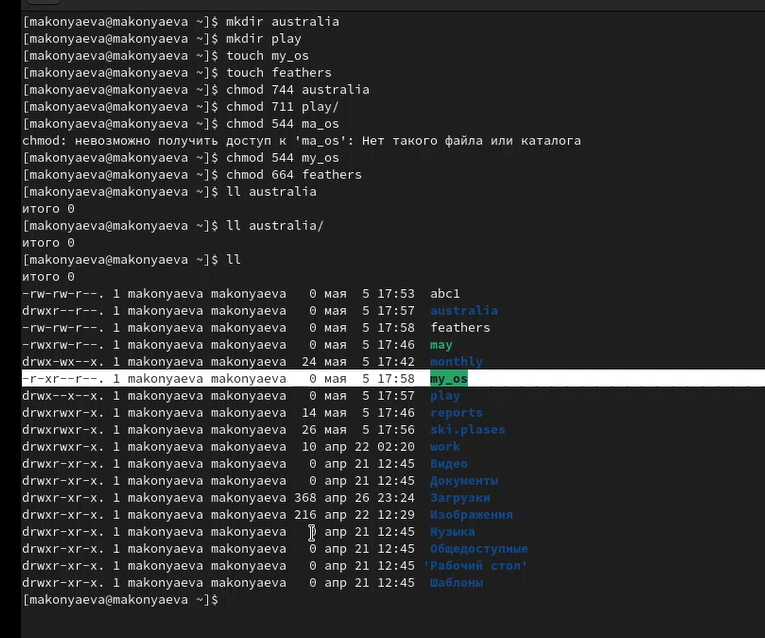 [makonyaeva@makonyaeva ~]$ mkdir australia
[makonyaeva@makonyaeva ~]$ mkdir play
[makonyaeva@makonyaeva ~]$ touch my_os
[makonyaeva@makonyaeva ~]$ touch feathers
[makonyaeva@makonyaeva ~]$ chmod 744 australia
[makonyaeva@makonyaeva ~]$ chmod 711 play/
[makonyaeva@makonyaeva ~]$ chmod 544 ma_os
chmod: невозможно получить доступ к 'ma_os': Нет такого файла или каталога
[makonyaeva@makonyaeva ~]$ chmod 544 my_os
[makonyaeva@makonyaeva ~]$ chmod 664 feathers
[makonyaeva@makonyaeva ~]$ ll australia
итого 0
[makonyaeva@makonyaeva ~]$ ll australia/
итого 0
[makonyaeva@makonyaeva ~]$ ll
итого 0
-rw-rw-r--. 1 makonyaeva makonyaeva   0 мая  5 17:53  abc1
drwxr--r--. 1 makonyaeva makonyaeva   0 мая  5 17:57  australia
-rw-rw-r--. 1 makonyaeva makonyaeva   0 мая  5 17:58  feathers
-rwxrw-r--. 1 makonyaeva makonyaeva   0 мая  5 17:46  may
drwx-wx--x. 1 makonyaeva makonyaeva  24 мая  5 17:42  monthly
-r-xr--r--. 1 makonyaeva makonyaeva   0 мая  5 17:58  my_os
drwx--x--x. 1 makonyaeva makonyaeva   0 мая  5 17:57  play
drwxrwxr-x. 1 makonyaeva makonyaeva  14 мая  5 17:46  reports
drwxrwxr-x. 1 makonyaeva makonyaeva  26 мая  5 17:56  ski.plases
drwxrwxr-x. 1 makonyaeva makonyaeva  10 апр 22 02:20  work
drwxr-xr-x. 1 makonyaeva makonyaeva   0 апр 21 12:45  Видео
drwxr-xr-x. 1 makonyaeva makonyaeva   0 апр 21 12:45  Документы
drwxr-xr-x. 1 makonyaeva makonyaeva 368 апр 26 23:24  Загрузки
drwxr-xr-x. 1 makonyaeva makonyaeva 216 апр 22 12:29  Изображения
drwxr-xr-x. 1 makonyaeva makonyaeva   0 апр 21 12:45  Музыка
drwxr-xr-x. 1 makonyaeva makonyaeva   0 апр 21 12:45  Общедоступные
drwxr-xr-x. 1 makonyaeva makonyaeva   0 апр 21 12:45 'Рабочий стол'
drwxr-xr-x. 1 makonyaeva makonyaeva   0 апр 21 12:45  Шаблоны
[makonyaeva@makonyaeva ~]$